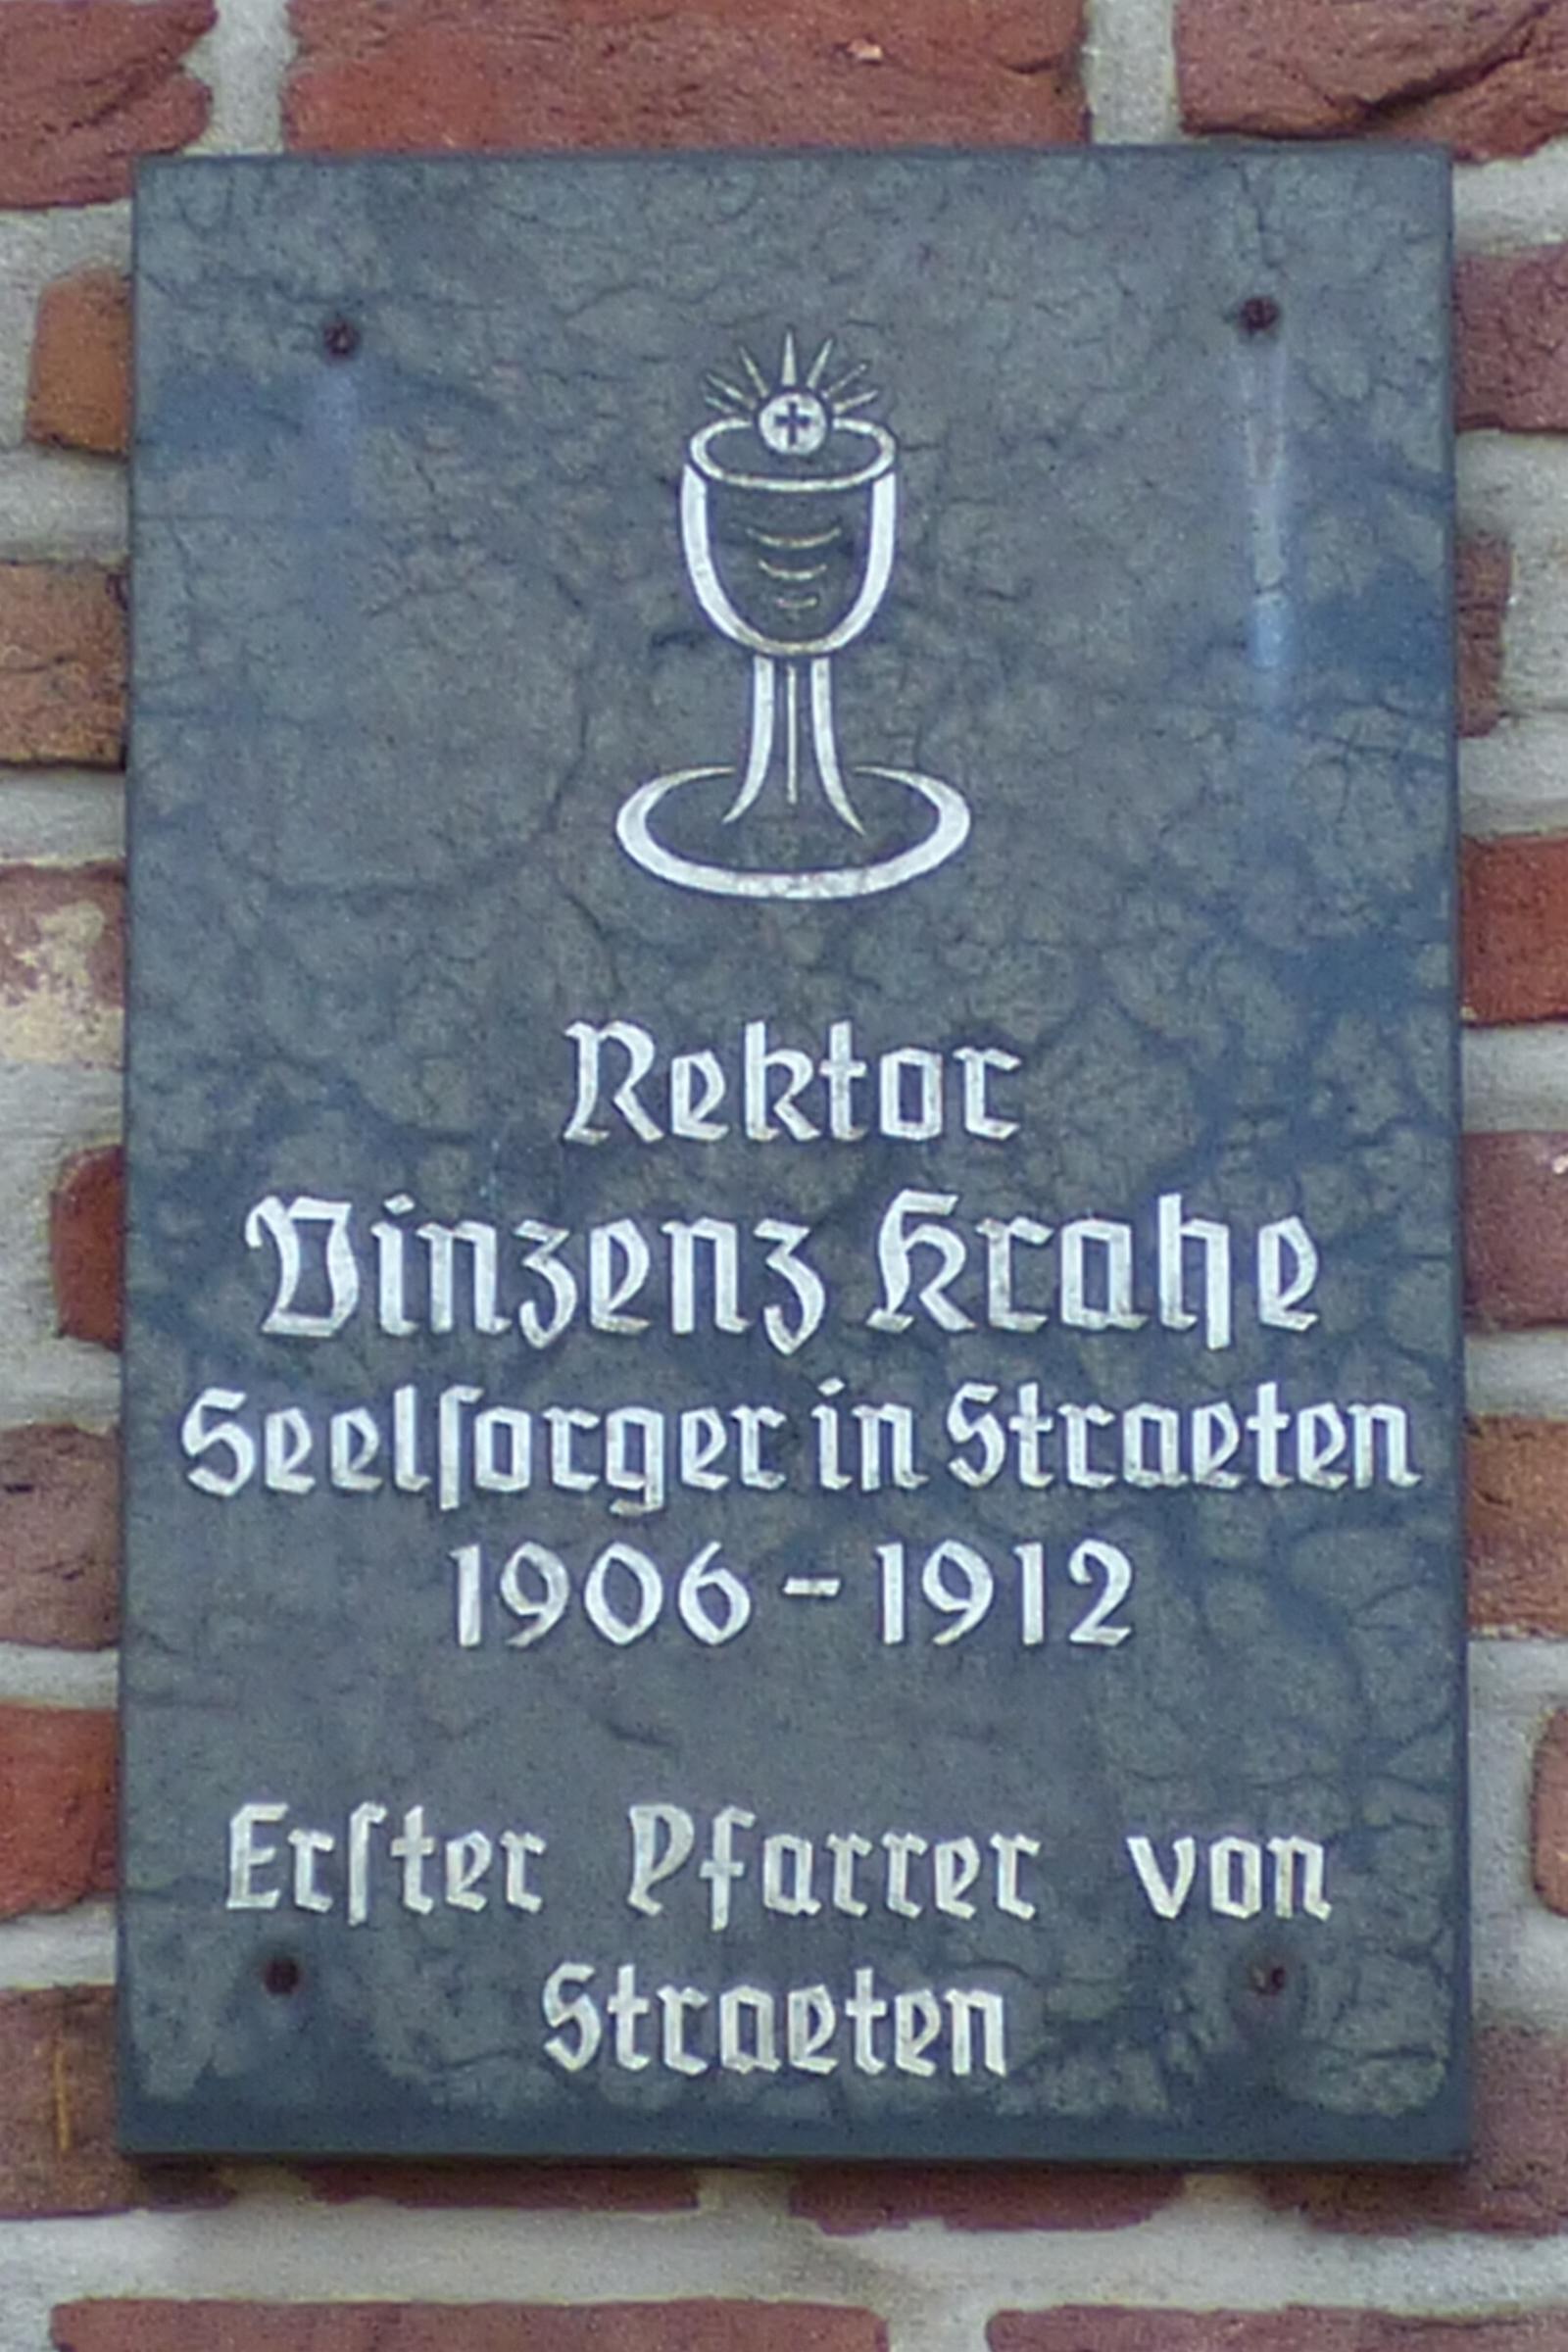 Rektor
Vinzenz Krahe
Seelſorger in Straeten
1906 - 1912
Erſter Pfarrer von
Straeten